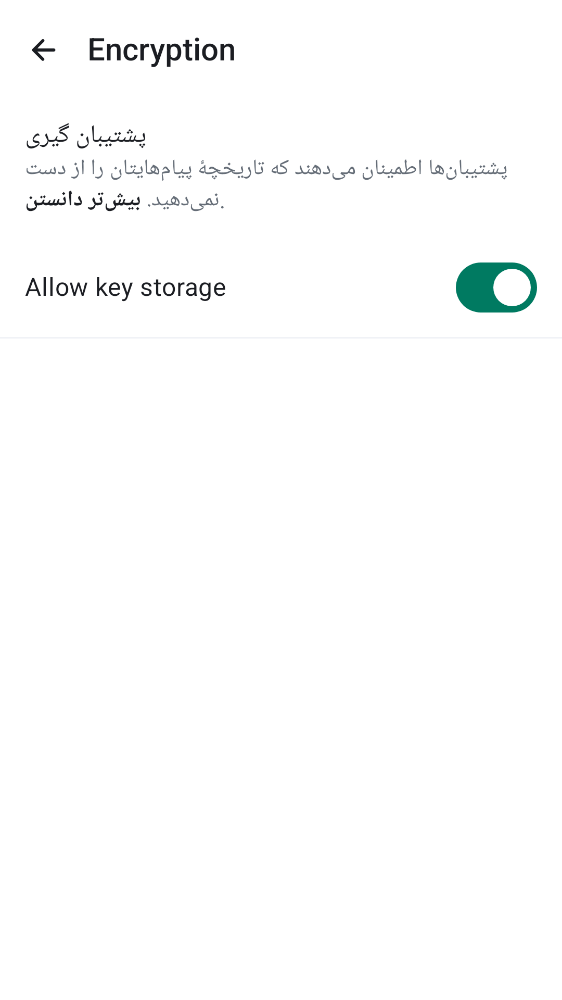 Encryption
پشتیبان گیری
پشتیبان‌ها اطمینان می‌دهند که تاریخچهٔ پیام‌هایتان را از دست
نمی‌دهید. بیش‌تر دانستن.
Allow key storage